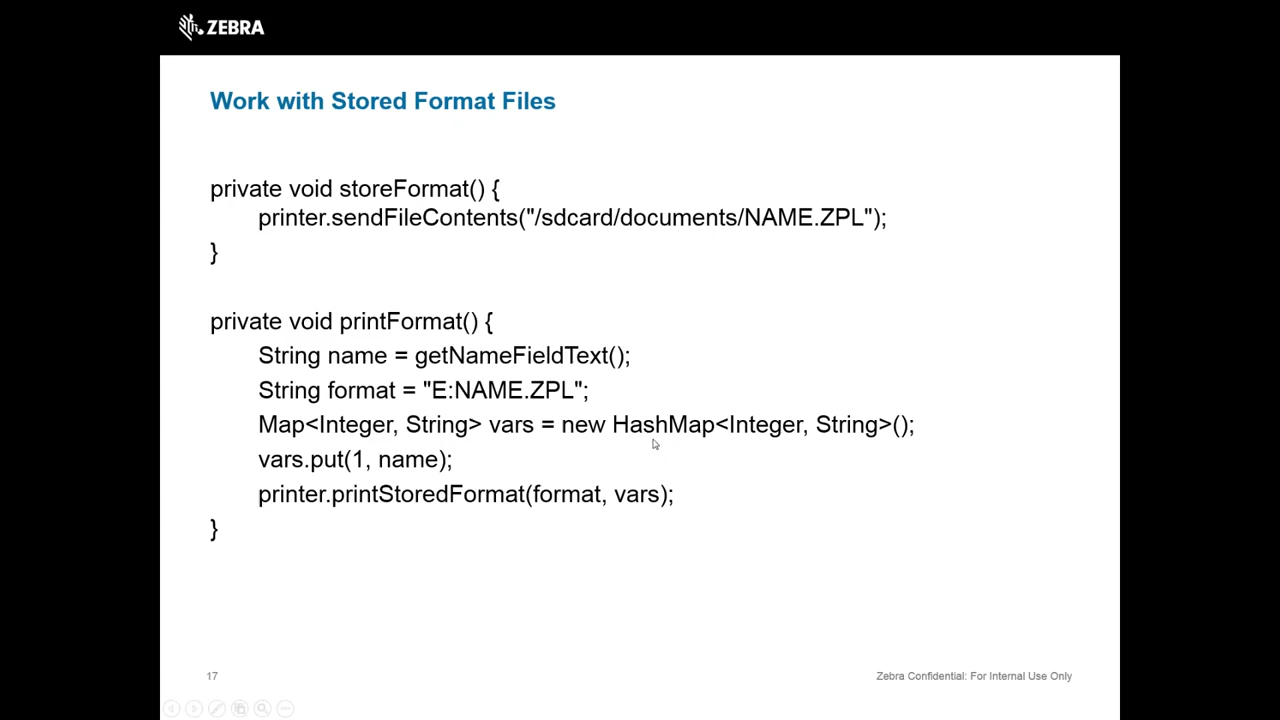 ZEBRA
Work with Stored Format Files
private void storeFormat() {
printer.sendFileContents("/sdcard/documents/NAME.ZPL");
}
private void printFormat() {
String name = getNameFieldText();
String format = "E:NAME.ZPL";
Map<Integer, String> vars = new HashMap<Integer, String>();
vars.put(1, name);
printer.printStoredFormat(format, vars);
}
17
Zebra Confidential: For Internal Use Only